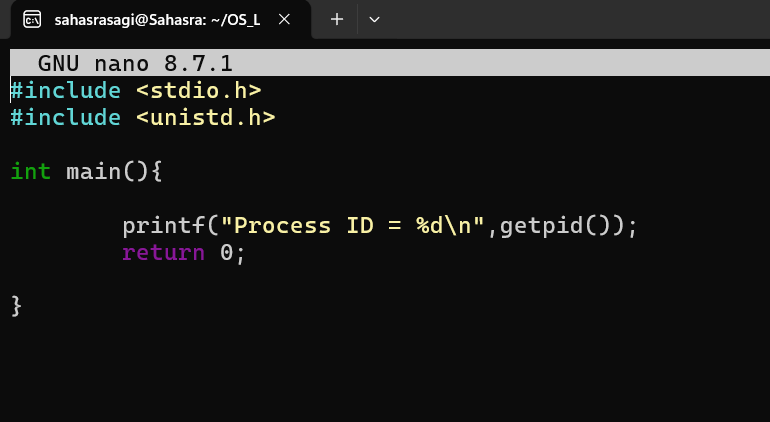 sahasrasagi@Sahasra: ~/OS_L
GNU nano 8.7.1
#include <stdio.h>
#include <unistd.h>
int main(){
        printf("Process ID = %d\n",getpid());
        return 0;
}